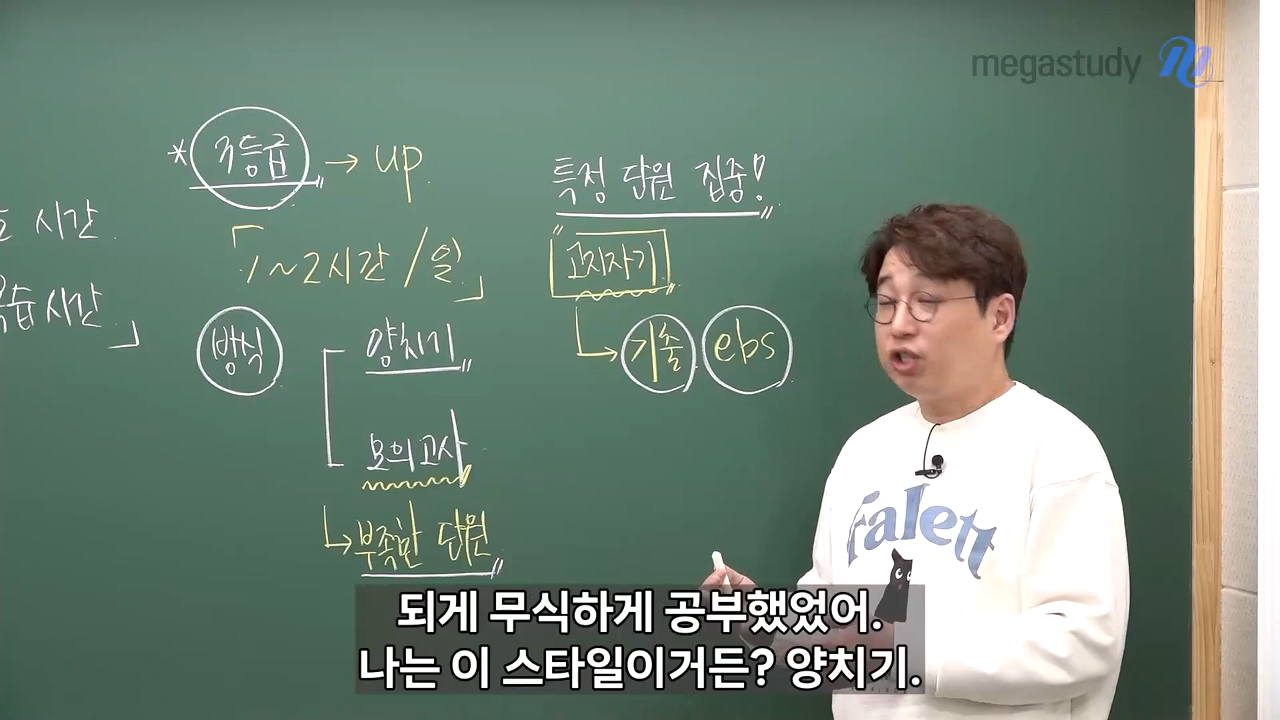 megastudy
* 3등급 → up
시간
「1~2시간/일」
습시간」
방식
양치기
모의고사
↳ 부족한 단원
특정 단원 집중!
"고지자기"
↳ 기출 ebs
Falett
되게 무식하게 공부했었어.
나는 이 스타일이거든? 양치기.